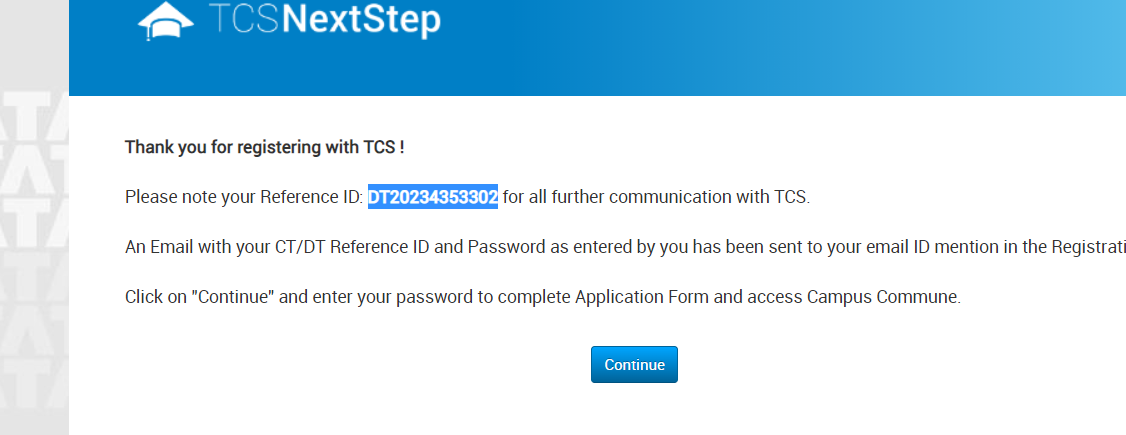 TCSNextStep
Thank you for registering with TCS !
Please note your Reference ID: DT20234353302 for all further communication with TCS.
An Email with your CT/DT Reference ID and Password as entered by you has been sent to your email ID mention in the Registrati
Click on "Continue" and enter your password to complete Application Form and access Campus Commune.
Continue